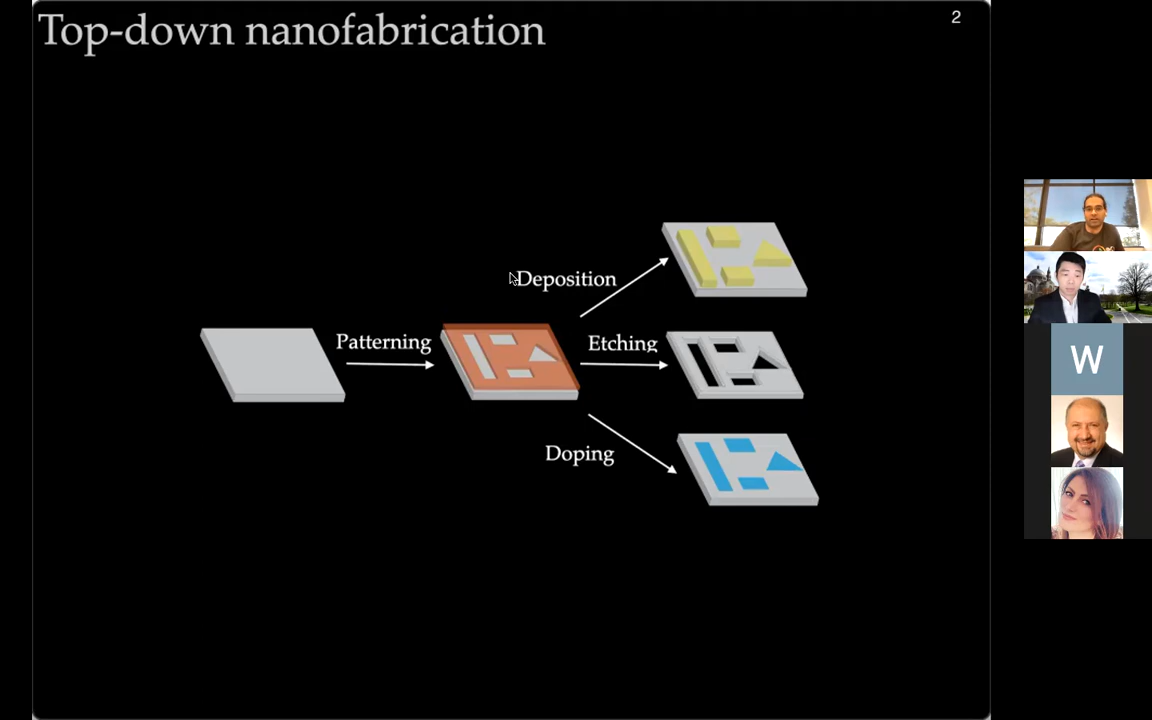 Top-down nanofabrication
2
Deposition
Patterning
Etching
Doping
W